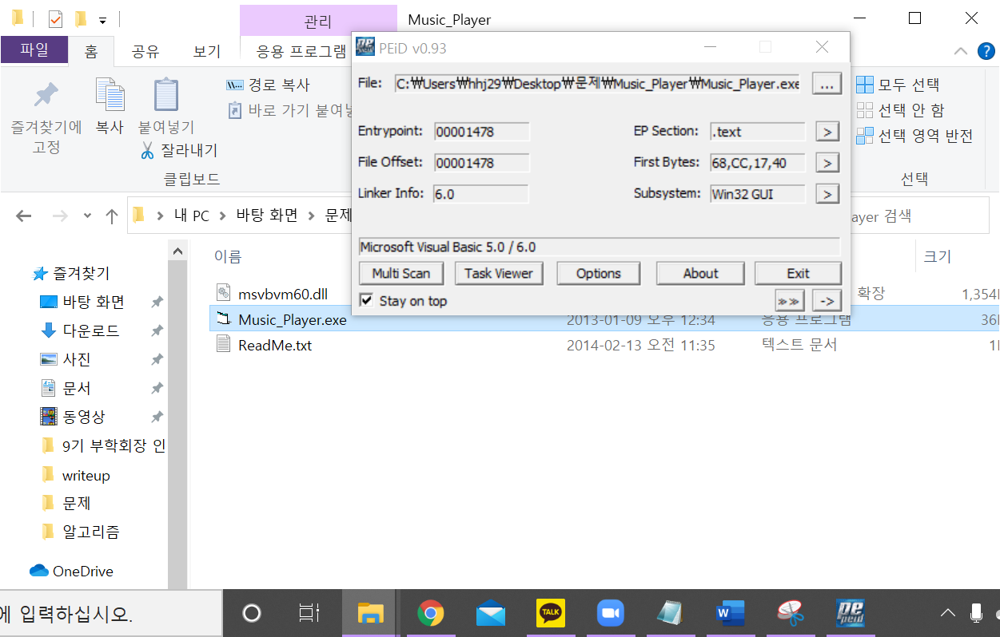 관리
Music_Player
파일
홈
공유
보기
응용 프로그램
즐겨찾기에
고정
복사
붙여넣기
경로 복사
바로 가기 붙여넣
잘라내기
클립보드
모두 선택
선택 안 함
선택 영역 반전
선택
PEiD v0.93
File: C:₩Users₩hhj29₩Desktop₩문제₩Music_Player₩Music_Player.exe ...
Entrypoint: 00001478 EP Section: .text >
File Offset: 00001478 First Bytes: 68,CC,17,40 >
Linker Info: 6.0 Subsystem: Win32 GUI >
Microsoft Visual Basic 5.0 / 6.0
Multi Scan Task Viewer Options About Exit
Stay on top >> ->
내 PC > 바탕 화면 > 문제
ayer 검색
이름 크기
msvbvm60.dll 확장 1,354
Music_Player.exe 2013-01-09 오후 12:34 응용 프로그램 36
ReadMe.txt 2014-02-13 오전 11:35 텍스트 문서 1
즐겨찾기
바탕 화면
다운로드
사진
문서
동영상
9기 부학회장 인
writeup
문제
알고리즘
OneDrive
에 입력하십시오.
TALK
W
PE
PEiD